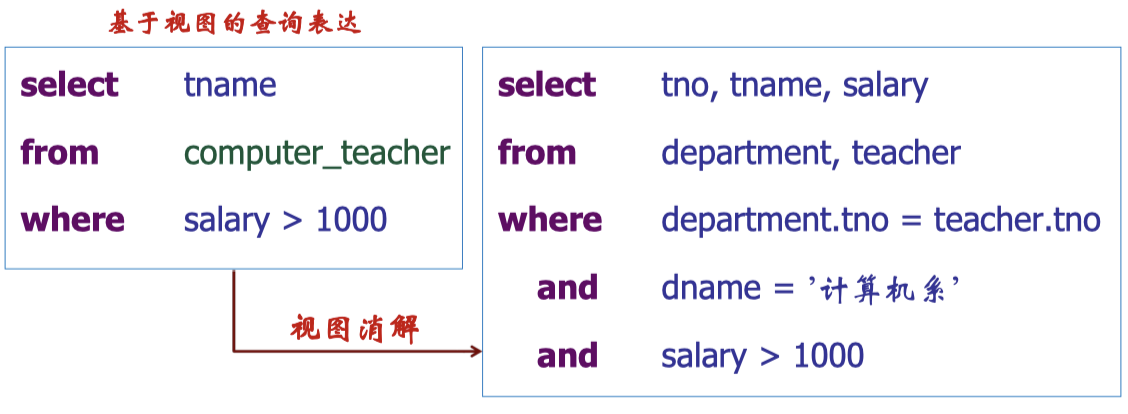 基于视图的查询表达
select tname
from computer_teacher
where salary > 1000
视图消解
select tno, tname, salary
from department, teacher
where department.tno = teacher.tno
and dname = ’计算机系’
and salary > 1000